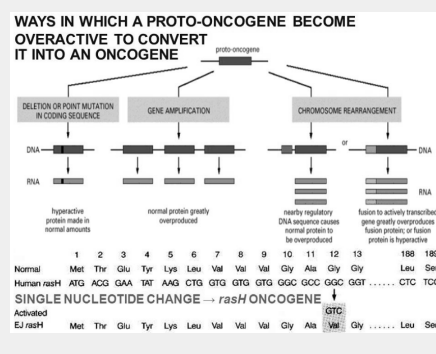 WAYS IN WHICH A PROTO-ONCOGENE BECOME
OVERACTIVE TO CONVERT
IT INTO AN ONCOGENE
proto-oncogene
DELETION OR POINT MUTATION
IN CODING SEQUENCE
GENE AMPLIFICATION
CHROMOSOME REARRANGEMENT
or
DNA
DNA
RNA
RNA
hyperactive
protein made in
normal amounts
normal protein greatly
overproduced
nearby regulatory
DNA sequence causes
normal protein to
be overproduced
fusion to actively transcribed
gene greatly overproduces
fusion protein; or fusion
protein is hyperactive
1 2 3 4 5 6 7 8 9 10 11 12 13 188 189
Normal Met Thr Glu Tyr Lys Leu Val Val Val Gly Ala Gly Gly Leu Ser
Human rasH ATG ACG GAA TAT AAG CTG GTG GTG GTG GGC GCC GGC GGT ...... CTC TCC
SINGLE NUCLEOTIDE CHANGE → rasH ONCOGENE
Activated GTC
EJ rasH Met Thr Glu Tyr Lys Leu Val Val Val Gly Ala Val Gly ...... Leu Ser